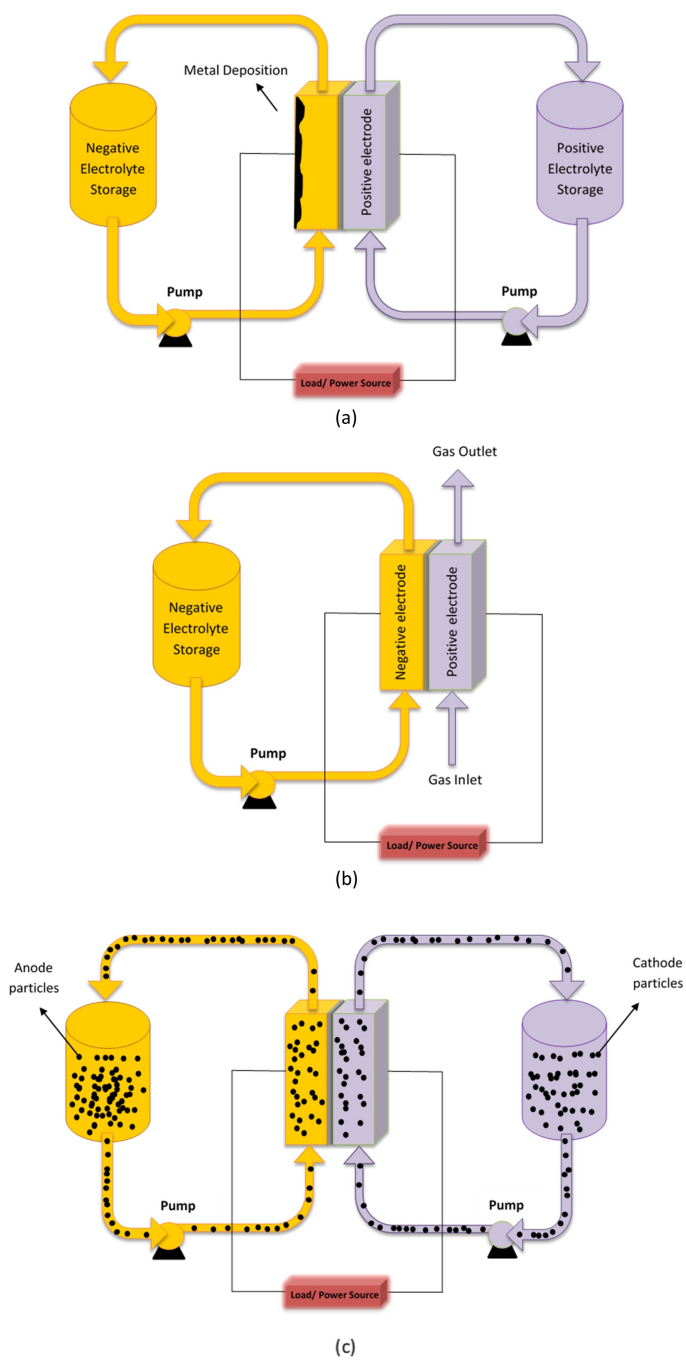 Metal Deposition
Negative
Electrolyte
Storage
Positive electrode
Positive
Electrolyte
Storage
Pump
Pump
Load/ Power Source
(a)
Gas Outlet
Negative
Electrolyte
Storage
Negative electrode
Positive electrode
Pump
Gas Inlet
Load/ Power Source
(b)
Anode
particles
Cathode
particles
Pump
Pump
Load/ Power Source
(c)